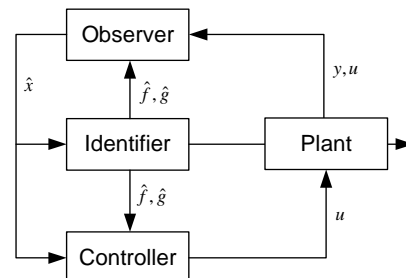 Observer
x̂
f̂, ĝ
y,u
Identifier
Plant
f̂, ĝ
u
Controller